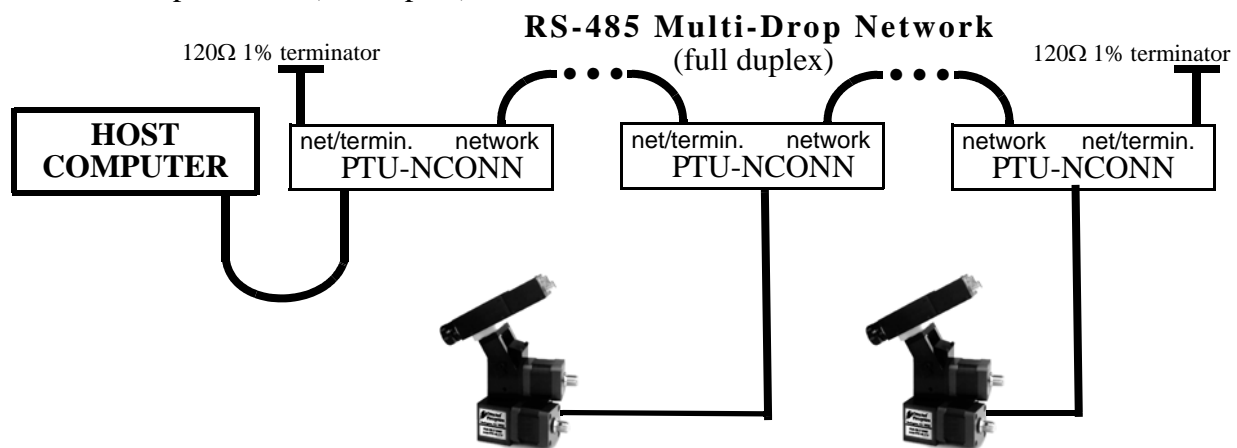 RS-485 Multi-Drop Network
(full duplex)
120Ω 1% terminator
120Ω 1% terminator
HOST
COMPUTER
net/termin. network
PTU-NCONN
net/termin. network
PTU-NCONN
network net/termin.
PTU-NCONN